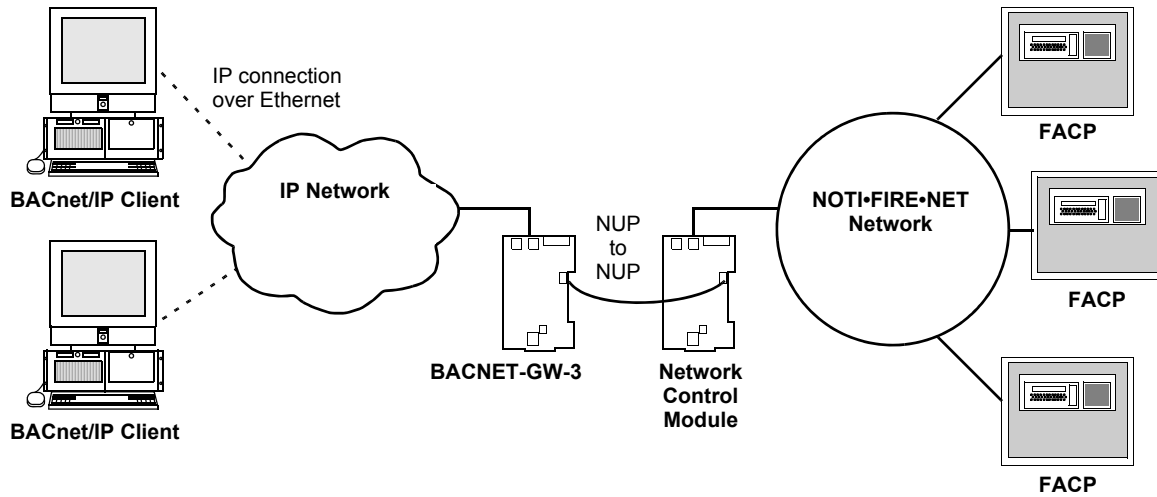 IP connection
over Ethernet
BACnet/IP Client
IP Network
BACnet/IP Client
BACNET-GW-3
NUP
to
NUP
Network
Control
Module
NOTI•FIRE•NET
Network
FACP
FACP
FACP